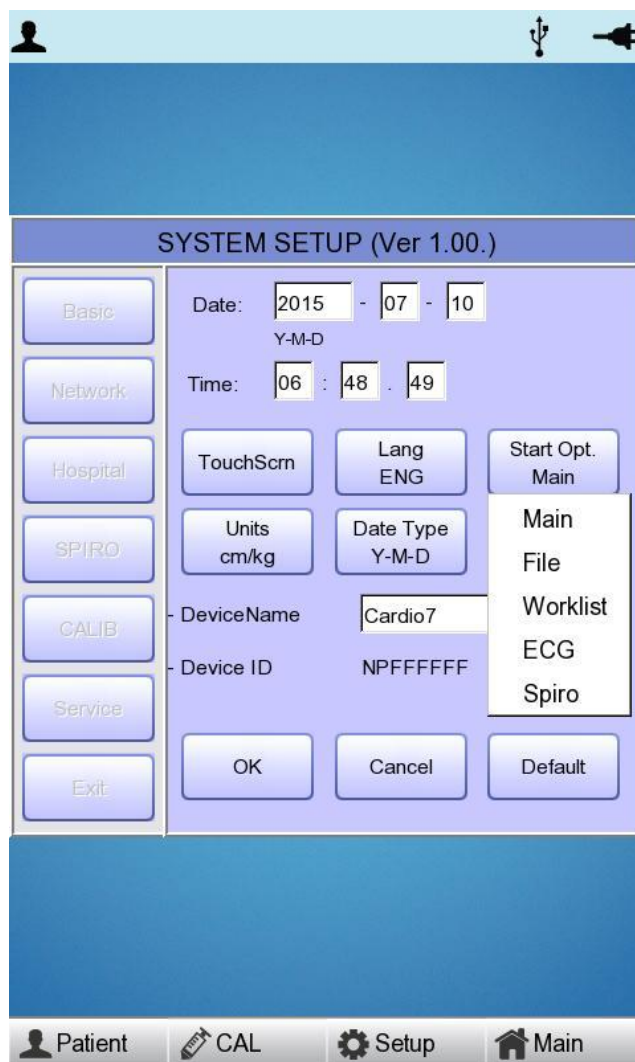 SYSTEM SETUP (Ver 1.00.)
Basic
Network
Hospital
SPIRO
CALIB
Service
Exit
Date: 2015 - 07 - 10
Y-M-D
Time: 06 : 48 . 49
TouchScrn
Lang
ENG
Start Opt.
Main
Units
cm/kg
Date Type
Y-M-D
Main
File
Worklist
ECG
Spiro
- DeviceName Cardio7
- Device ID NPFFFFFF
OK Cancel Default
Patient CAL Setup Main